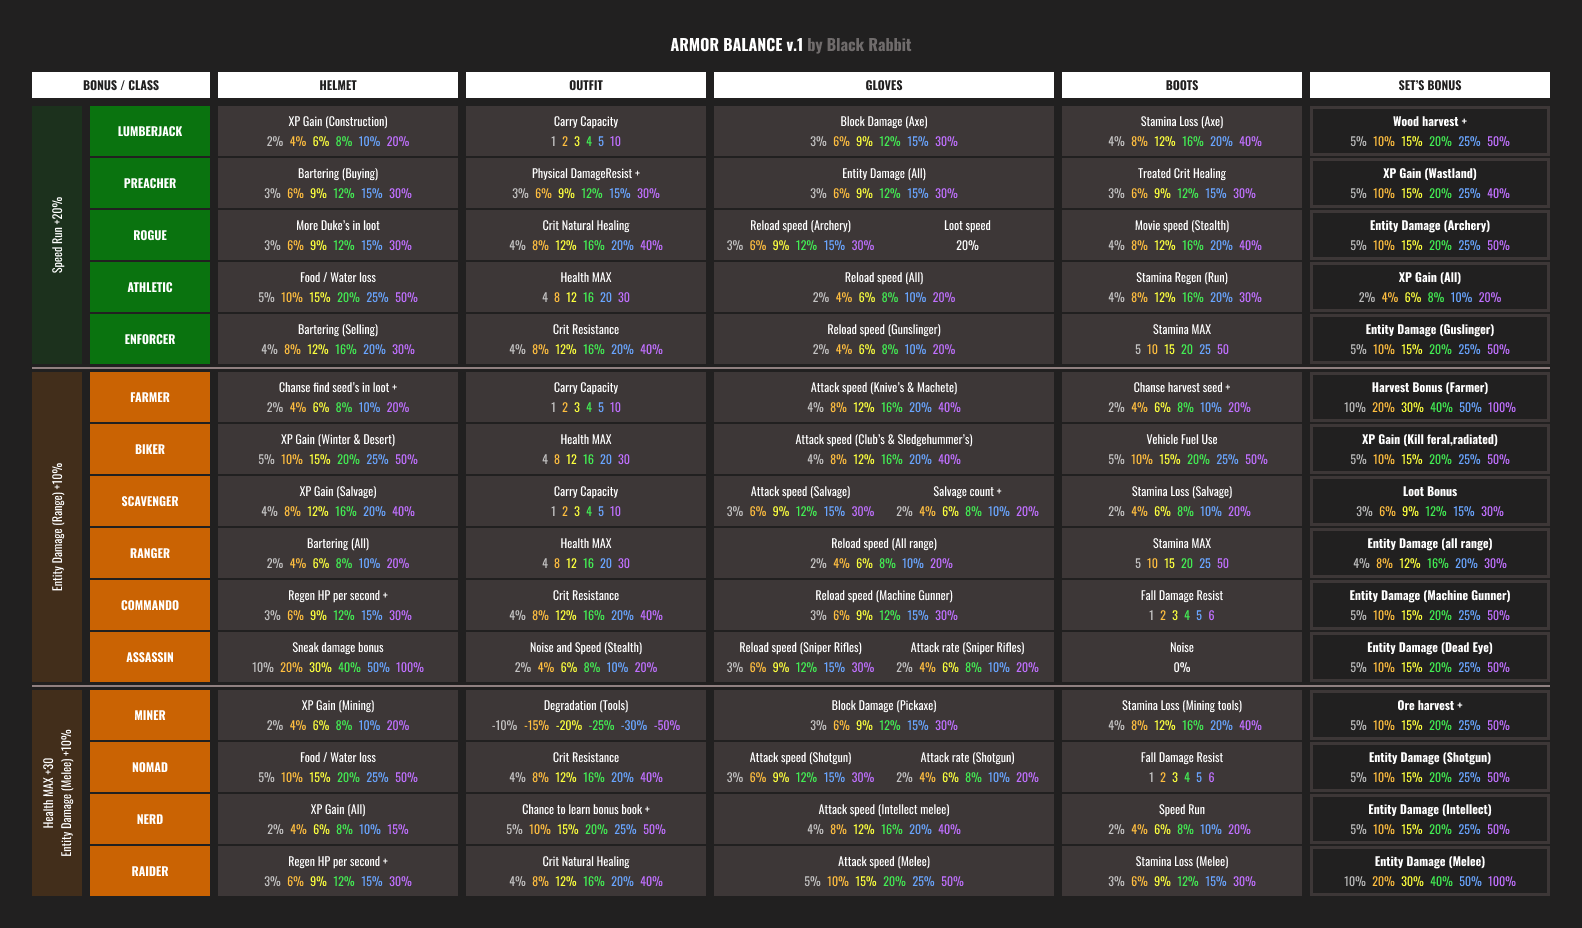 ARMOR BALANCE v.1 by Black Rabbit
BONUS / CLASS HELMET OUTFIT GLOVES BOOTS SET'S BONUS
Speed Run +20%
LUMBERJACK
XP Gain (Construction) Carry Capacity Block Damage (Axe) Stamina Loss (Axe) Wood harvest +
2% 4% 6% 8% 10% 20% 1 2 3 4 5 10 3% 6% 9% 12% 15% 30% 4% 8% 12% 16% 20% 40% 5% 10% 15% 20% 25% 50%
PREACHER
Bartering (Buying) Physical DamageResist + Entity Damage (All) Treated Crit Healing XP Gain (Wastland)
3% 6% 9% 12% 15% 30% 3% 6% 9% 12% 15% 30% 3% 6% 9% 12% 15% 30% 3% 6% 9% 12% 15% 30% 5% 10% 15% 20% 25% 40%
ROGUE
More Duke's in loot Crit Natural Healing Reload speed (Archery) Loot speed Movie speed (Stealth) Entity Damage (Archery)
3% 6% 9% 12% 15% 30% 4% 8% 12% 16% 20% 40% 3% 6% 9% 12% 15% 30% 20% 4% 8% 12% 16% 20% 40% 5% 10% 15% 20% 25% 50%
ATHLETIC
Food / Water loss Health MAX Reload speed (All) Stamina Regen (Run) XP Gain (All)
5% 10% 15% 20% 25% 50% 4 8 12 16 20 30 2% 4% 6% 8% 10% 20% 4% 8% 12% 16% 20% 30% 2% 4% 6% 8% 10% 20%
ENFORCER
Bartering (Selling) Crit Resistance Reload speed (Gunslinger) Stamina MAX Entity Damage (Guslinger)
4% 8% 12% 16% 20% 30% 4% 8% 12% 16% 20% 40% 2% 4% 6% 8% 10% 20% 5 10 15 20 25 50 5% 10% 15% 20% 25% 50%
Entity Damage (Range) +10%
FARMER
Chanse find seed's in loot + Carry Capacity Attack speed (Knive's & Machete) Chanse harvest seed + Harvest Bonus (Farmer)
2% 4% 6% 8% 10% 20% 1 2 3 4 5 10 4% 8% 12% 16% 20% 40% 2% 4% 6% 8% 10% 20% 10% 20% 30% 40% 50% 100%
BIKER
XP Gain (Winter & Desert) Health MAX Attack speed (Club's & Sledgehummer's) Vehicle Fuel Use XP Gain (Kill feral,radiated)
5% 10% 15% 20% 25% 50% 4 8 12 16 20 30 4% 8% 12% 16% 20% 40% 5% 10% 15% 20% 25% 50% 5% 10% 15% 20% 25% 50%
SCAVENGER
XP Gain (Salvage) Carry Capacity Attack speed (Salvage) Salvage count + Stamina Loss (Salvage) Loot Bonus
4% 8% 12% 16% 20% 40% 1 2 3 4 5 10 3% 6% 9% 12% 15% 30% 2% 4% 6% 8% 10% 20% 2% 4% 6% 8% 10% 20% 3% 6% 9% 12% 15% 30%
RANGER
Bartering (All) Health MAX Reload speed (All range) Stamina MAX Entity Damage (all range)
2% 4% 6% 8% 10% 20% 4 8 12 16 20 30 2% 4% 6% 8% 10% 20% 5 10 15 20 25 50 4% 8% 12% 16% 20% 30%
COMMANDO
Regen HP per second + Crit Resistance Reload speed (Machine Gunner) Fall Damage Resist Entity Damage (Machine Gunner)
3% 6% 9% 12% 15% 30% 4% 8% 12% 16% 20% 40% 3% 6% 9% 12% 15% 30% 1 2 3 4 5 6 5% 10% 15% 20% 25% 50%
ASSASSIN
Sneak damage bonus Noise and Speed (Stealth) Reload speed (Sniper Rifles) Attack rate (Sniper Rifles) Noise Entity Damage (Dead Eye)
10% 20% 30% 40% 50% 100% 2% 4% 6% 8% 10% 20% 3% 6% 9% 12% 15% 30% 2% 4% 6% 8% 10% 20% 0% 5% 10% 15% 20% 25% 50%
Health MAX +30
Entity Damage (Melee) +10%
MINER
XP Gain (Mining) Degradation (Tools) Block Damage (Pickaxe) Stamina Loss (Mining tools) Ore harvest +
2% 4% 6% 8% 10% 20% -10% -15% -20% -25% -30% -50% 3% 6% 9% 12% 15% 30% 4% 8% 12% 16% 20% 40% 5% 10% 15% 20% 25% 50%
NOMAD
Food / Water loss Crit Resistance Attack speed (Shotgun) Attack rate (Shotgun) Fall Damage Resist Entity Damage (Shotgun)
5% 10% 15% 20% 25% 50% 4% 8% 12% 16% 20% 40% 3% 6% 9% 12% 15% 30% 2% 4% 6% 8% 10% 20% 1 2 3 4 5 6 5% 10% 15% 20% 25% 50%
NERD
XP Gain (All) Chance to learn bonus book + Attack speed (Intellect melee) Speed Run Entity Damage (Intellect)
2% 4% 6% 8% 10% 15% 5% 10% 15% 20% 25% 50% 4% 8% 12% 16% 20% 40% 2% 4% 6% 8% 10% 20% 5% 10% 15% 20% 25% 50%
RAIDER
Regen HP per second + Crit Natural Healing Attack speed (Melee) Stamina Loss (Melee) Entity Damage (Melee)
3% 6% 9% 12% 15% 30% 4% 8% 12% 16% 20% 40% 5% 10% 15% 20% 25% 50% 3% 6% 9% 12% 15% 30% 10% 20% 30% 40% 50% 100%